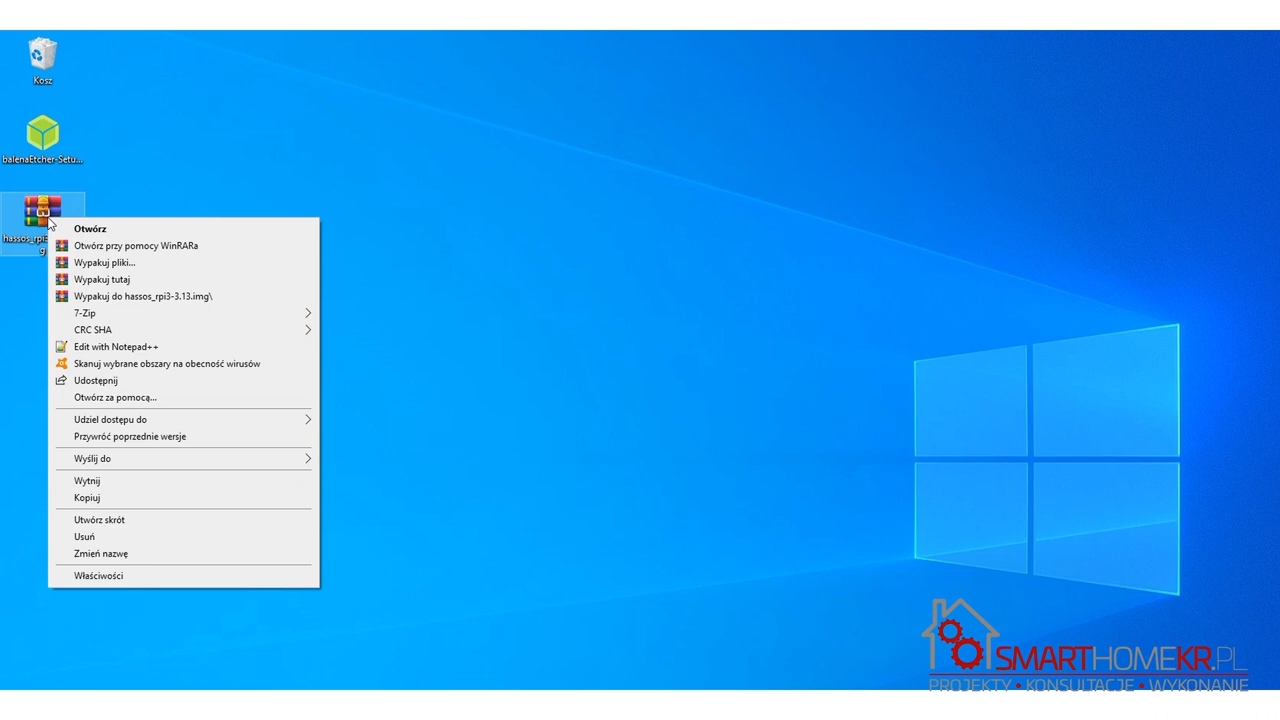 Kosz
balenaEtcher-Setu...
hassos_rpi3
g
Otwórz
Otwórz przy pomocy WinRARa
Wypakuj pliki...
Wypakuj tutaj
Wypakuj do hassos_rpi3-3.13.img\
7-Zip
CRC SHA
Edit with Notepad++
Skanuj wybrane obszary na obecność wirusów
Udostępnij
Otwórz za pomocą...
Udziel dostępu do
Przywróć poprzednie wersje
Wyślij do
Wytnij
Kopiuj
Utwórz skrót
Usuń
Zmień nazwę
Właściwości
SMARTHOMEKR.PL
PROJEKTY • KONSULTACJE • WYKONANIE